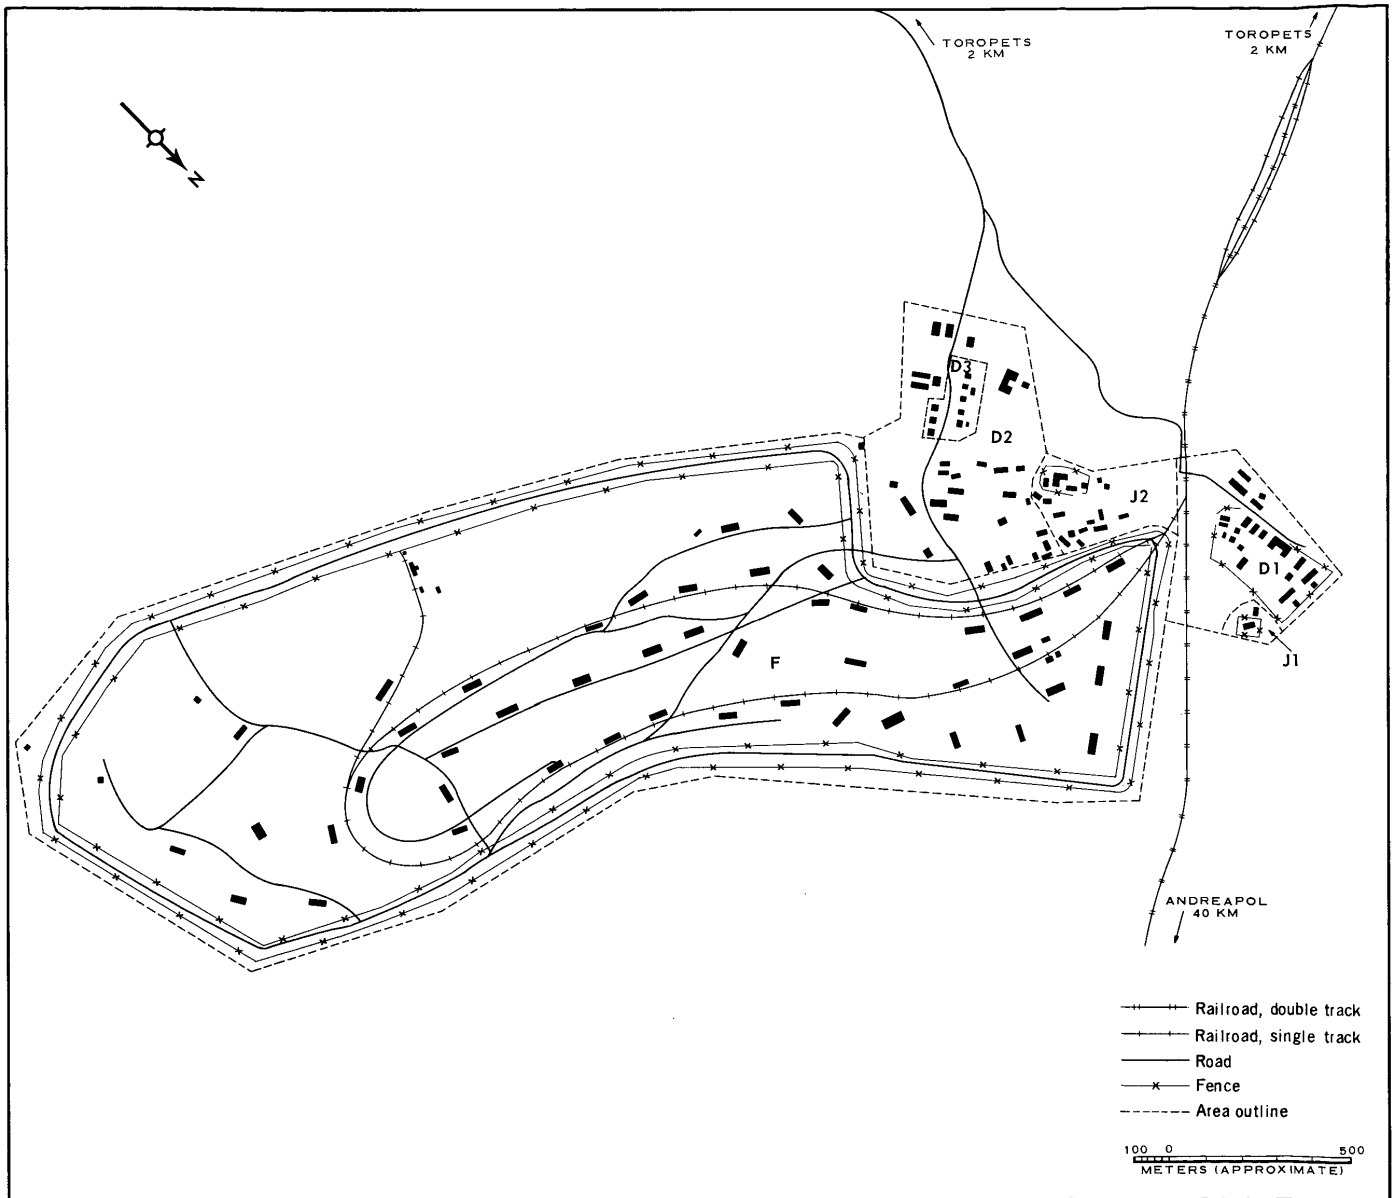 TOROPETS
2 KM
TOROPETS
2 KM
N
D3
D2
J2
D1
J1
F
ANDREAPOL
40 KM
Railroad, double track
Railroad, single track
Road
Fence
Area outline
100 0 500
METERS (APPROXIMATE)